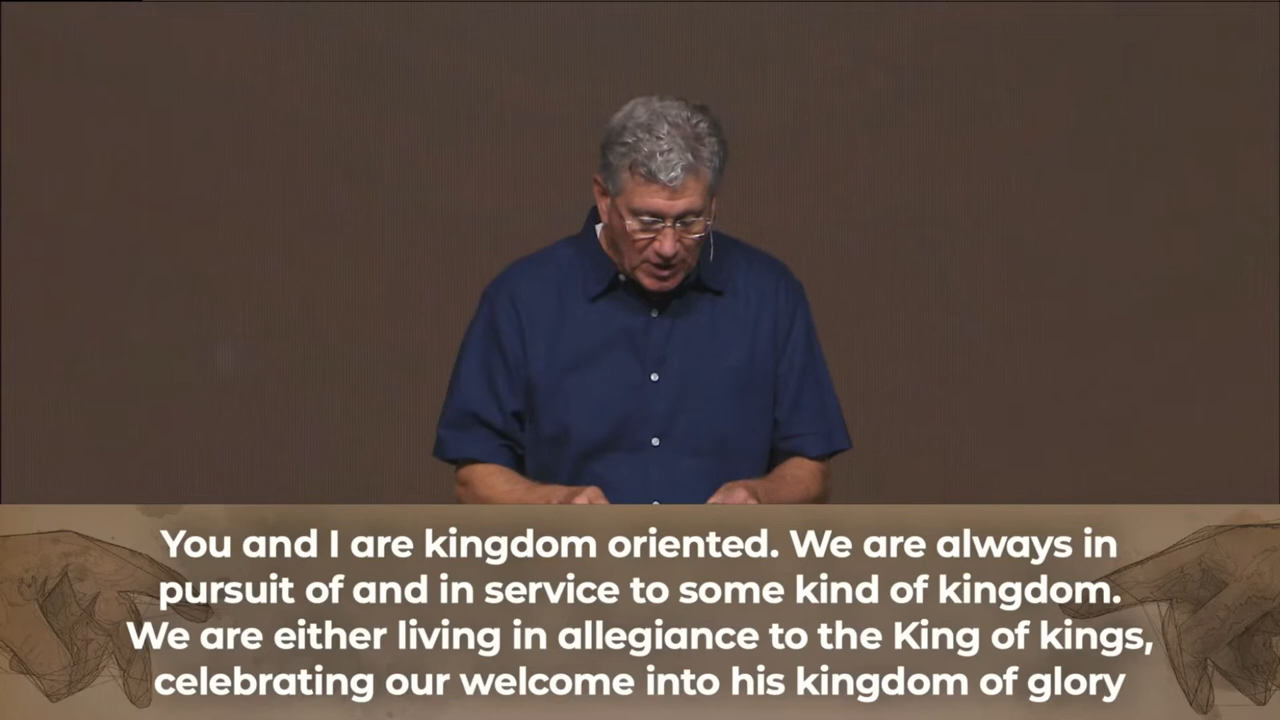 You and I are kingdom oriented. We are always in
pursuit of and in service to some kind of kingdom.
We are either living in allegiance to the King of kings,
celebrating our welcome into his kingdom of glory